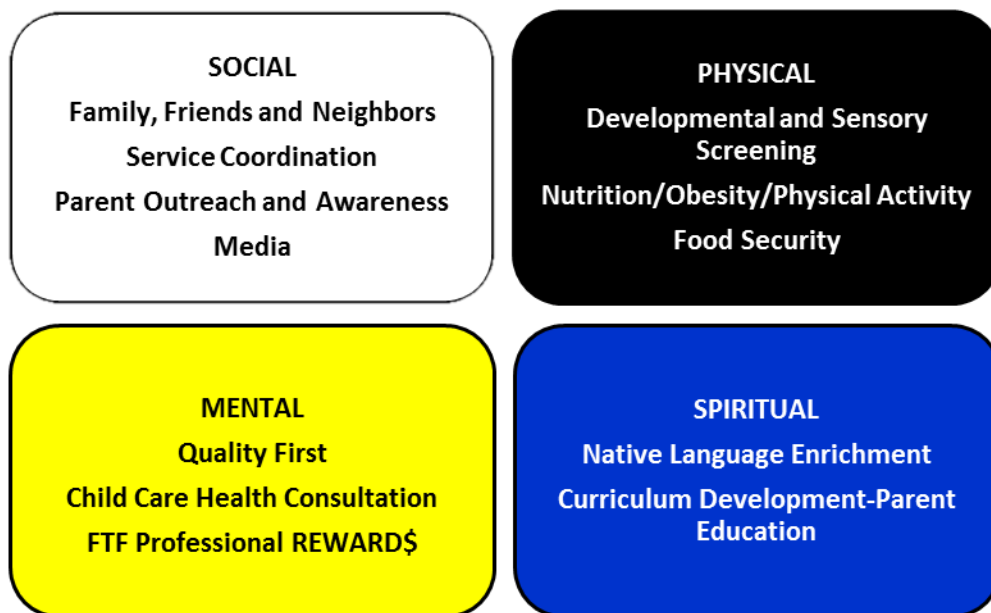 SOCIAL
Family, Friends and Neighbors
Service Coordination
Parent Outreach and Awareness
Media
PHYSICAL
Developmental and Sensory
Screening
Nutrition/Obesity/Physical Activity
Food Security
MENTAL
Quality First
Child Care Health Consultation
FTF Professional REWARD$
SPIRITUAL
Native Language Enrichment
Curriculum Development-Parent
Education